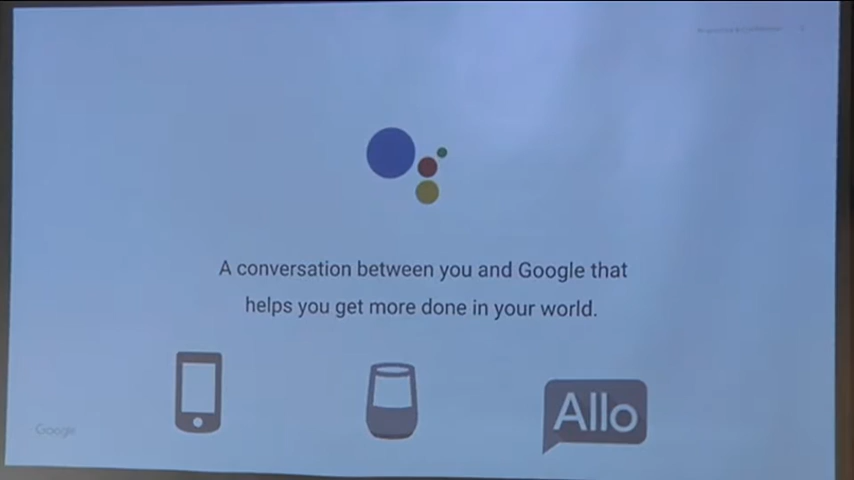 A conversation between you and Google that
helps you get more done in your world.
Allo
Google